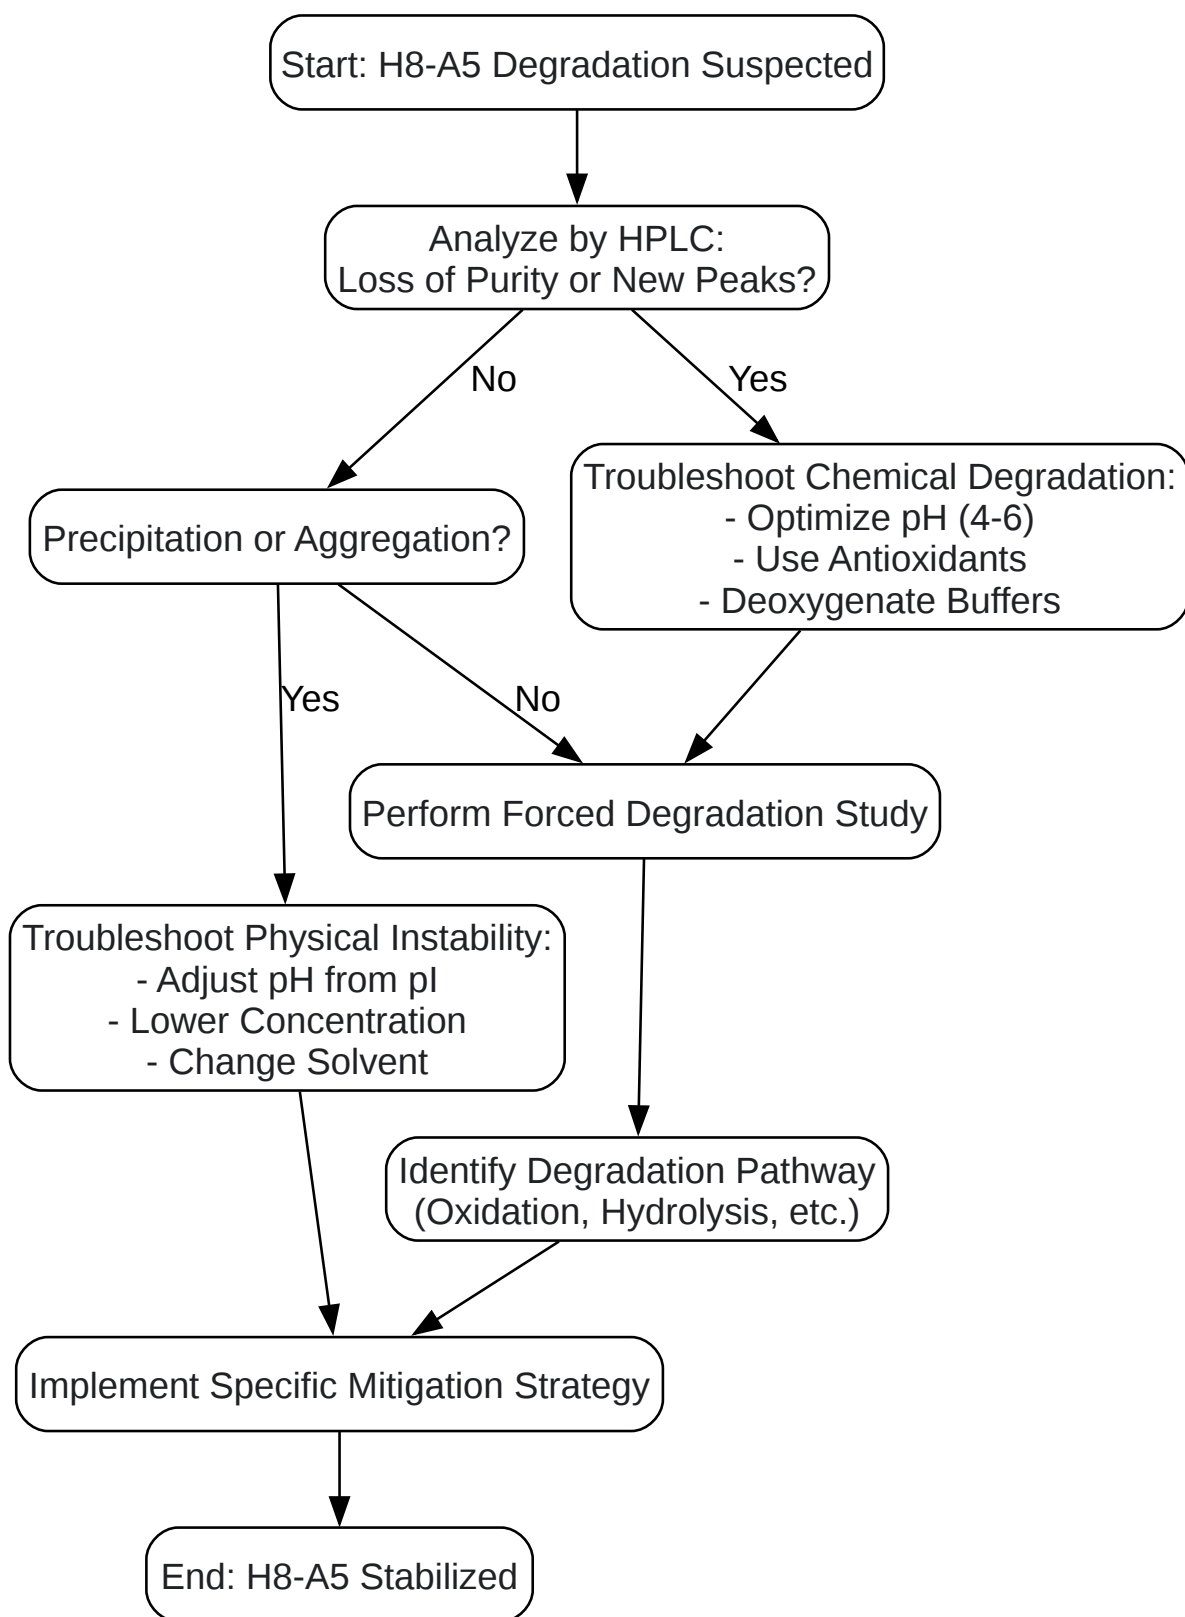 Start: H8-A5 Degradation Suspected
Analyze by HPLC:
Loss of Purity or New Peaks?
No
Yes
Troubleshoot Chemical Degradation:
- Optimize pH (4-6)
- Use Antioxidants
- Deoxygenate Buffers
Precipitation or Aggregation?
Yes
No
Perform Forced Degradation Study
Troubleshoot Physical Instability:
- Adjust pH from pI
- Lower Concentration
- Change Solvent
Identify Degradation Pathway
(Oxidation, Hydrolysis, etc.)
Implement Specific Mitigation Strategy
End: H8-A5 Stabilized